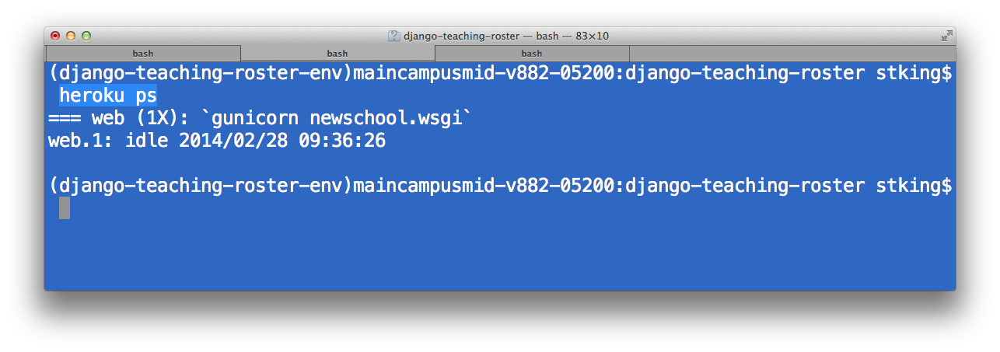 django-teaching-roster — bash — 83×10
bash bash bash
(django-teaching-roster-env)maincampusmid-v882-05200:django-teaching-roster stking$
heroku ps
=== web (1X): `gunicorn newschool.wsgi`
web.1: idle 2014/02/28 09:36:26
(django-teaching-roster-env)maincampusmid-v882-05200:django-teaching-roster stking$